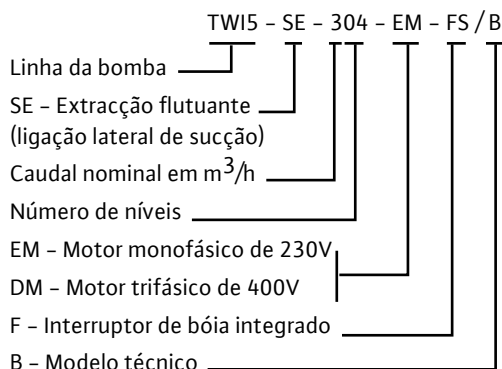 TWI5 – SE – 304 – EM – FS / B
Linha da bomba
SE – Extracção flutuante
(ligação lateral de sucção)
Caudal nominal em m³/h
Número de níveis
EM – Motor monofásico de 230V
DM – Motor trifásico de 400V
F – Interruptor de bóia integrado
B – Modelo técnico